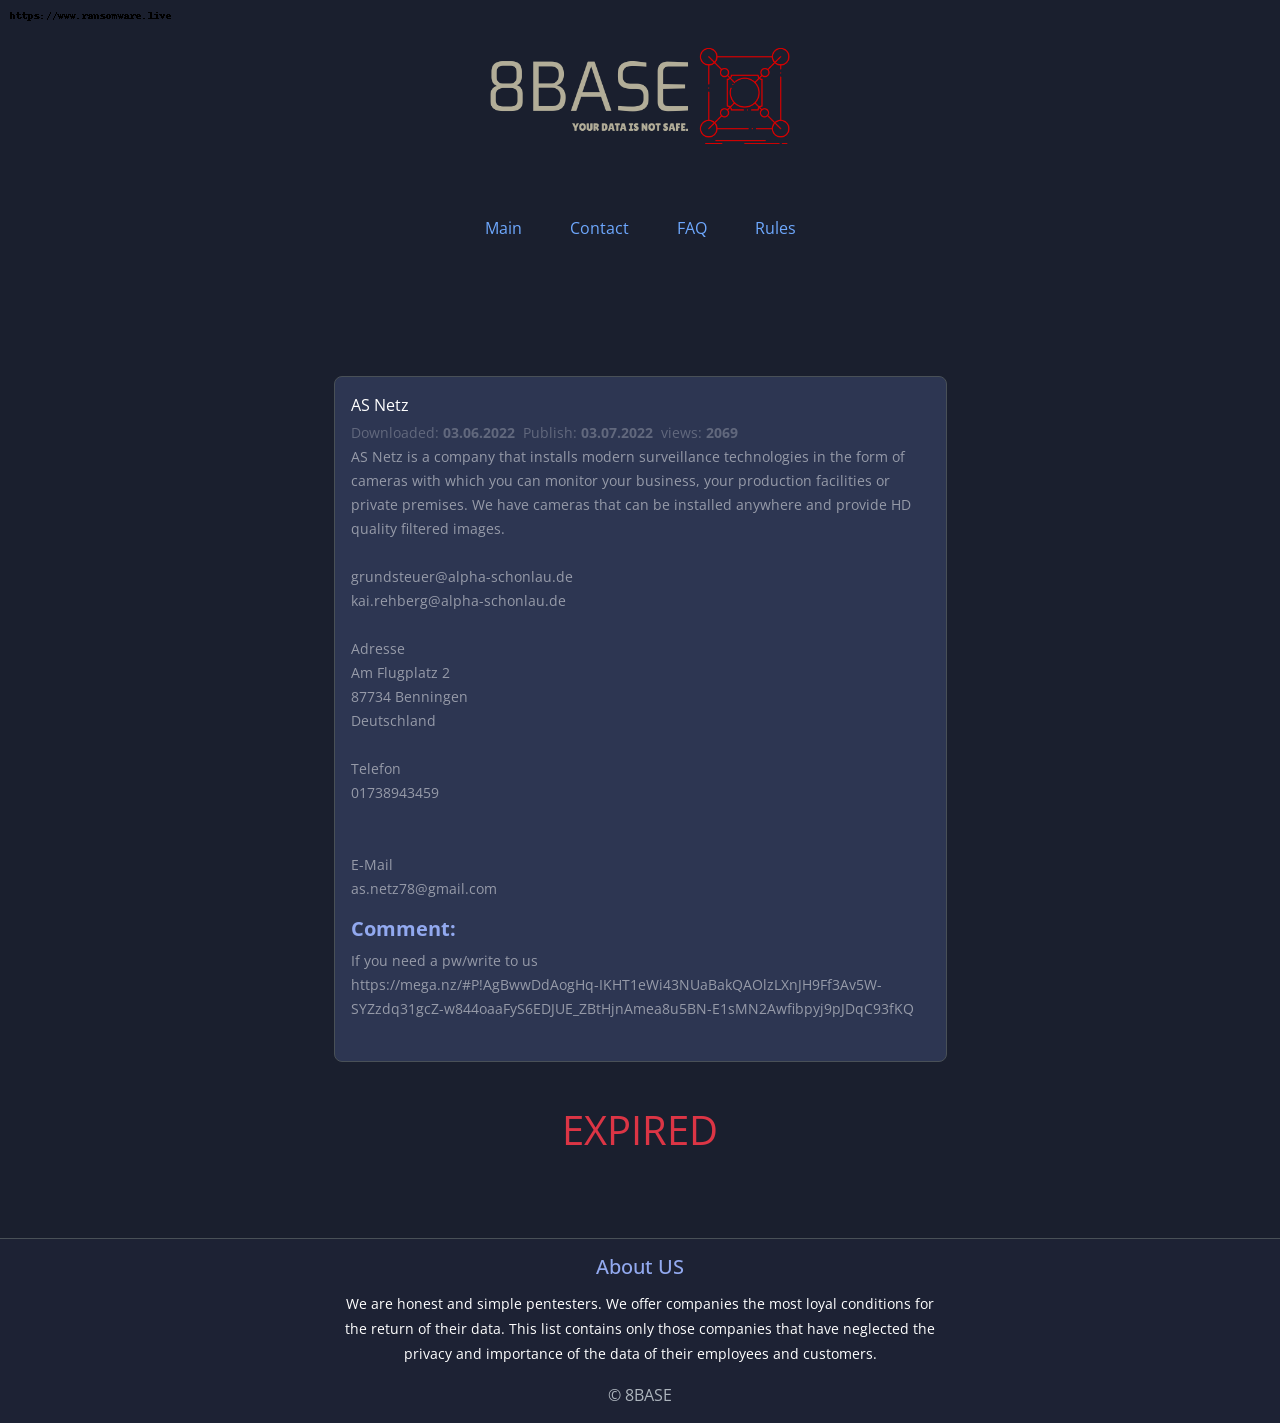 https://www.ransomware.live
8BASE
YOUR DATA IS NOT SAFE.
Main Contact FAQ Rules
AS Netz
Downloaded: 03.06.2022 Publish: 03.07.2022 views: 2069
AS Netz is a company that installs modern surveillance technologies in the form of
cameras with which you can monitor your business, your production facilities or
private premises. We have cameras that can be installed anywhere and provide HD
quality filtered images.
grundsteuer@alpha-schonlau.de
kai.rehberg@alpha-schonlau.de
Adresse
Am Flugplatz 2
87734 Benningen
Deutschland
Telefon
01738943459
E-Mail
as.netz78@gmail.com
Comment:
If you need a pw/write to us
https://mega.nz/#P!AgBwwDdAogHq-IKHT1eWi43NUaBakQAOlzLXnJH9Ff3Av5W-
SYZzdq31gcZ-w844oaaFyS6EDJUE_ZBtHjnAmea8u5BN-E1sMN2Awfibpyj9pJDqC93fKQ
EXPIRED
About US
We are honest and simple pentesters. We offer companies the most loyal conditions for
the return of their data. This list contains only those companies that have neglected the
privacy and importance of the data of their employees and customers.
© 8BASE